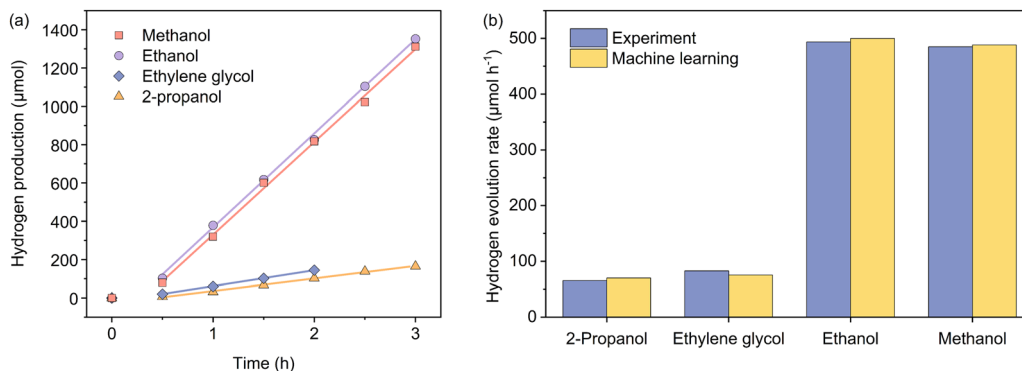 (a)
Hydrogen production (μmol)
1400
1200
1000
800
600
400
200
0
Methanol
Ethanol
Ethylene glycol
2-propanol
0
1
2
3
Time (h)
(b)
Hydrogen evolution rate (μmol h⁻¹)
500
400
300
200
100
0
Experiment
Machine learning
2-Propanol
Ethylene glycol
Ethanol
Methanol